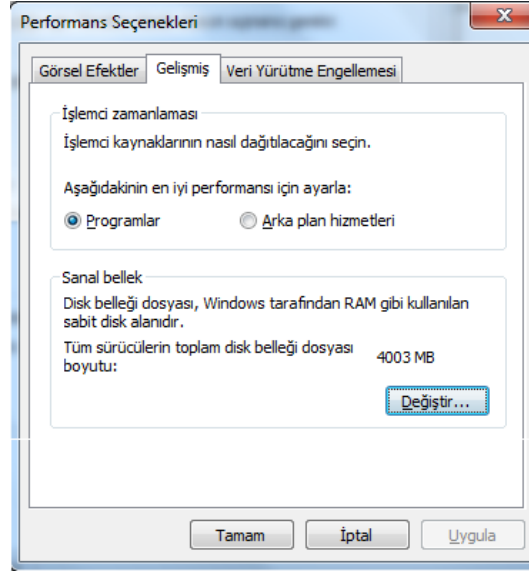 Performans Seçenekleri
Görsel Efektler
Gelişmiş
Veri Yürütme Engellemesi
İşlemci zamanlaması
İşlemci kaynaklarının nasıl dağıtılacağını seçin.
Aşağıdakinin en iyi performansı için ayarla:
Programlar
Arka plan hizmetleri
Sanal bellek
Disk belleği dosyası, Windows tarafından RAM gibi kullanılan
sabit disk alanıdır.
Tüm sürücülerin toplam disk belleği dosyası
boyutu:
4003 MB
Değiştir...
Tamam
İptal
Uygula